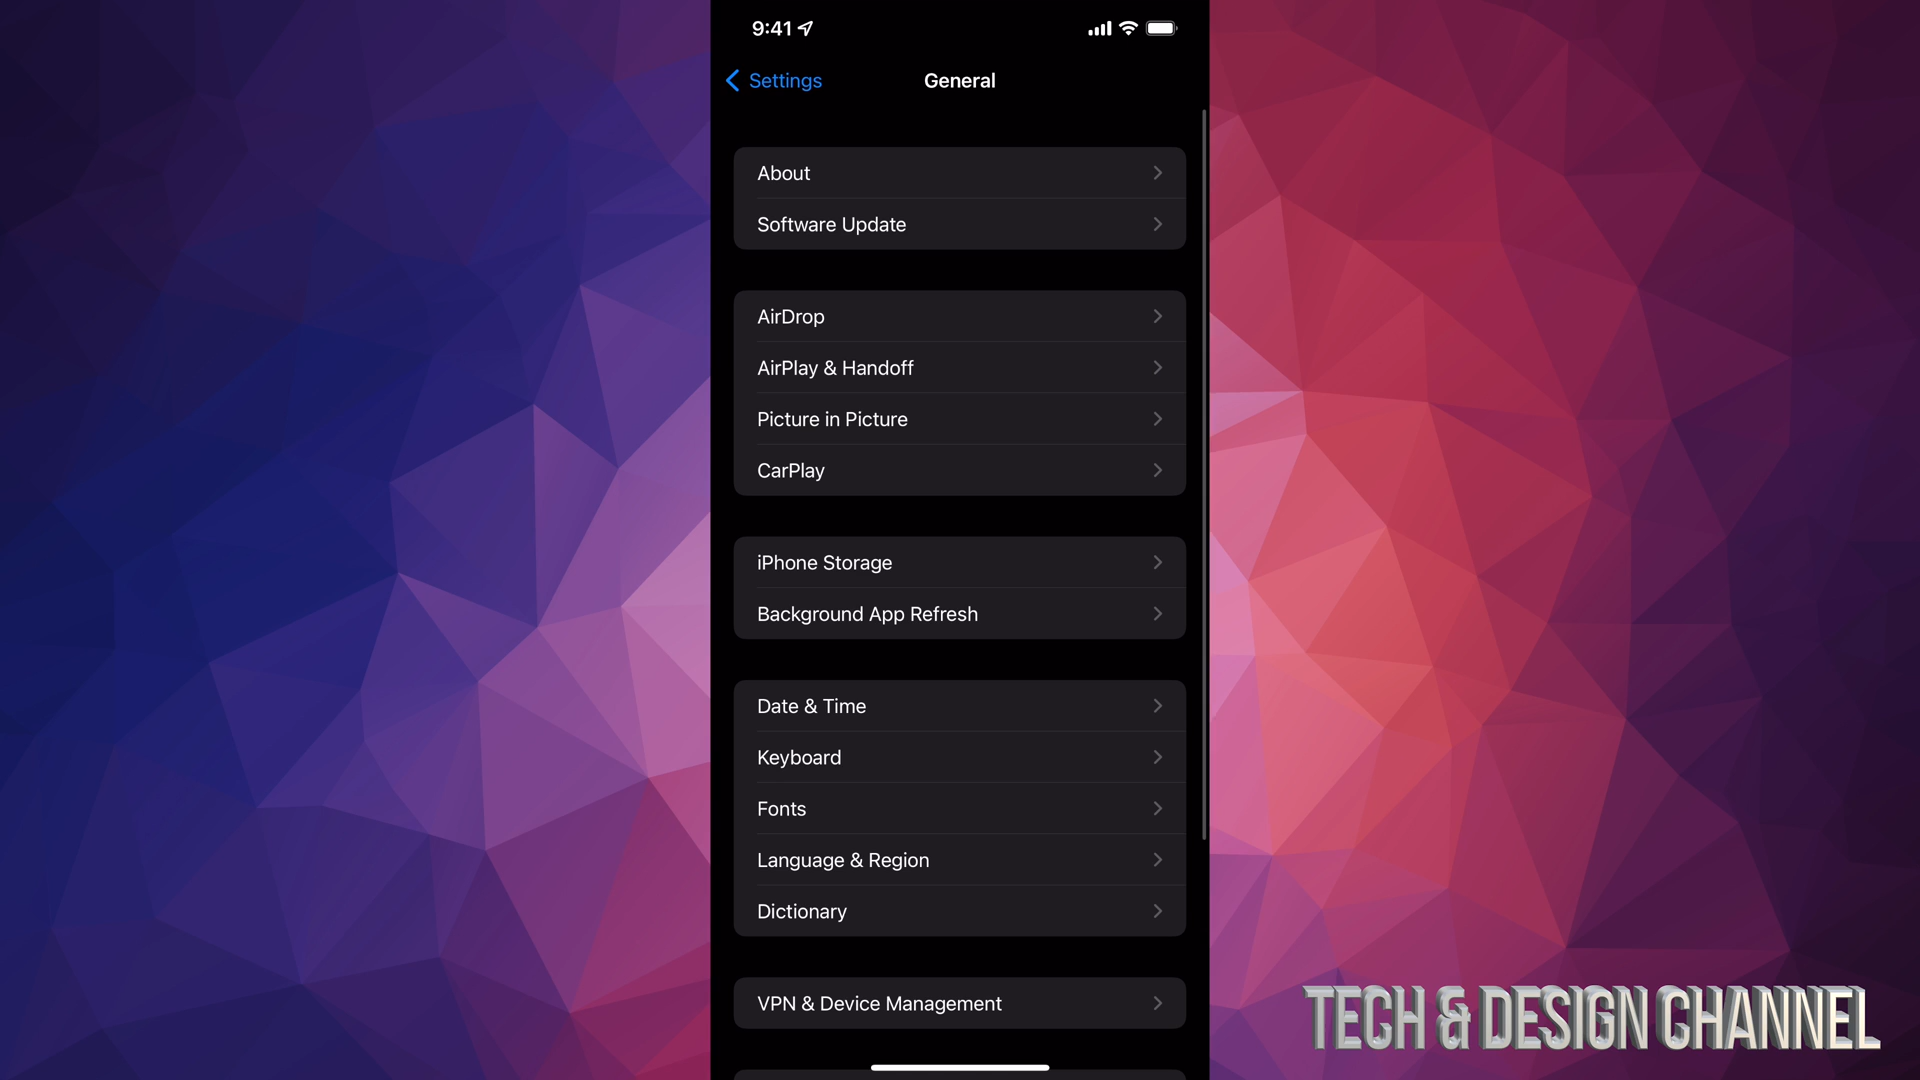 9:41
Settings
General
About
Software Update
AirDrop
AirPlay & Handoff
Picture in Picture
CarPlay
iPhone Storage
Background App Refresh
Date & Time
Keyboard
Fonts
Language & Region
Dictionary
VPN & Device Management
TECH & DESIGN CHANNEL